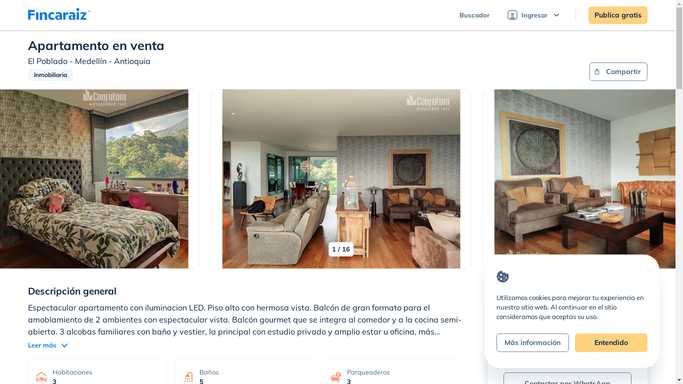 Fincaraiz
Buscador
Ingresar
Publica gratis
Apartamento en venta
El Poblado - Medellín - Antioquia
Inmobiliaria
Compartir
1 / 16
Descripción general
Espectacular apartamento con iluminacion LED. Piso alto con hermosa vista. Balcón de gran formato para el
amoblamiento de 2 ambientes con espectacular vista. Balcón gourmet que se integra al comedor y a la cocina semi-
abierta. 3 alcobas familiares con baño y vestier, la principal con estudio privado y amplio estar u oficina, más...
Leer más
Habitaciones
3
Baños
5
Parqueaderos
3
Utilizamos cookies para mejorar tu experiencia en
nuestro sitio web. Al continuar en el sitio
consideramos que aceptas su uso.
Más información
Entendido
Contactar por WhatsApp